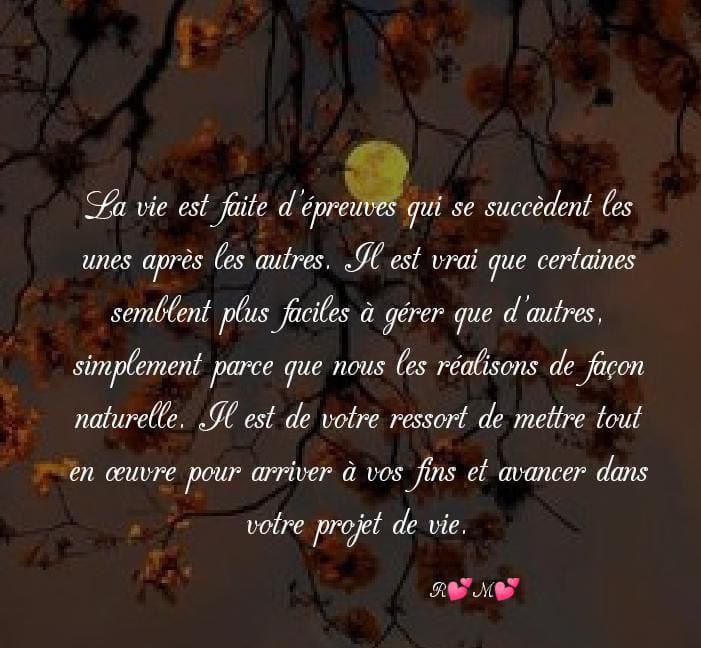 La vie est faite d'épreuves qui se succèdent les
unes après les autres. Il est vrai que certaines
semblent plus faciles à gérer que d'autres,
simplement parce que nous les réalisons de façon
naturelle. Il est de votre ressort de mettre tout
en œuvre pour arriver à vos fins et avancer dans
votre projet de vie.
R💕M💕